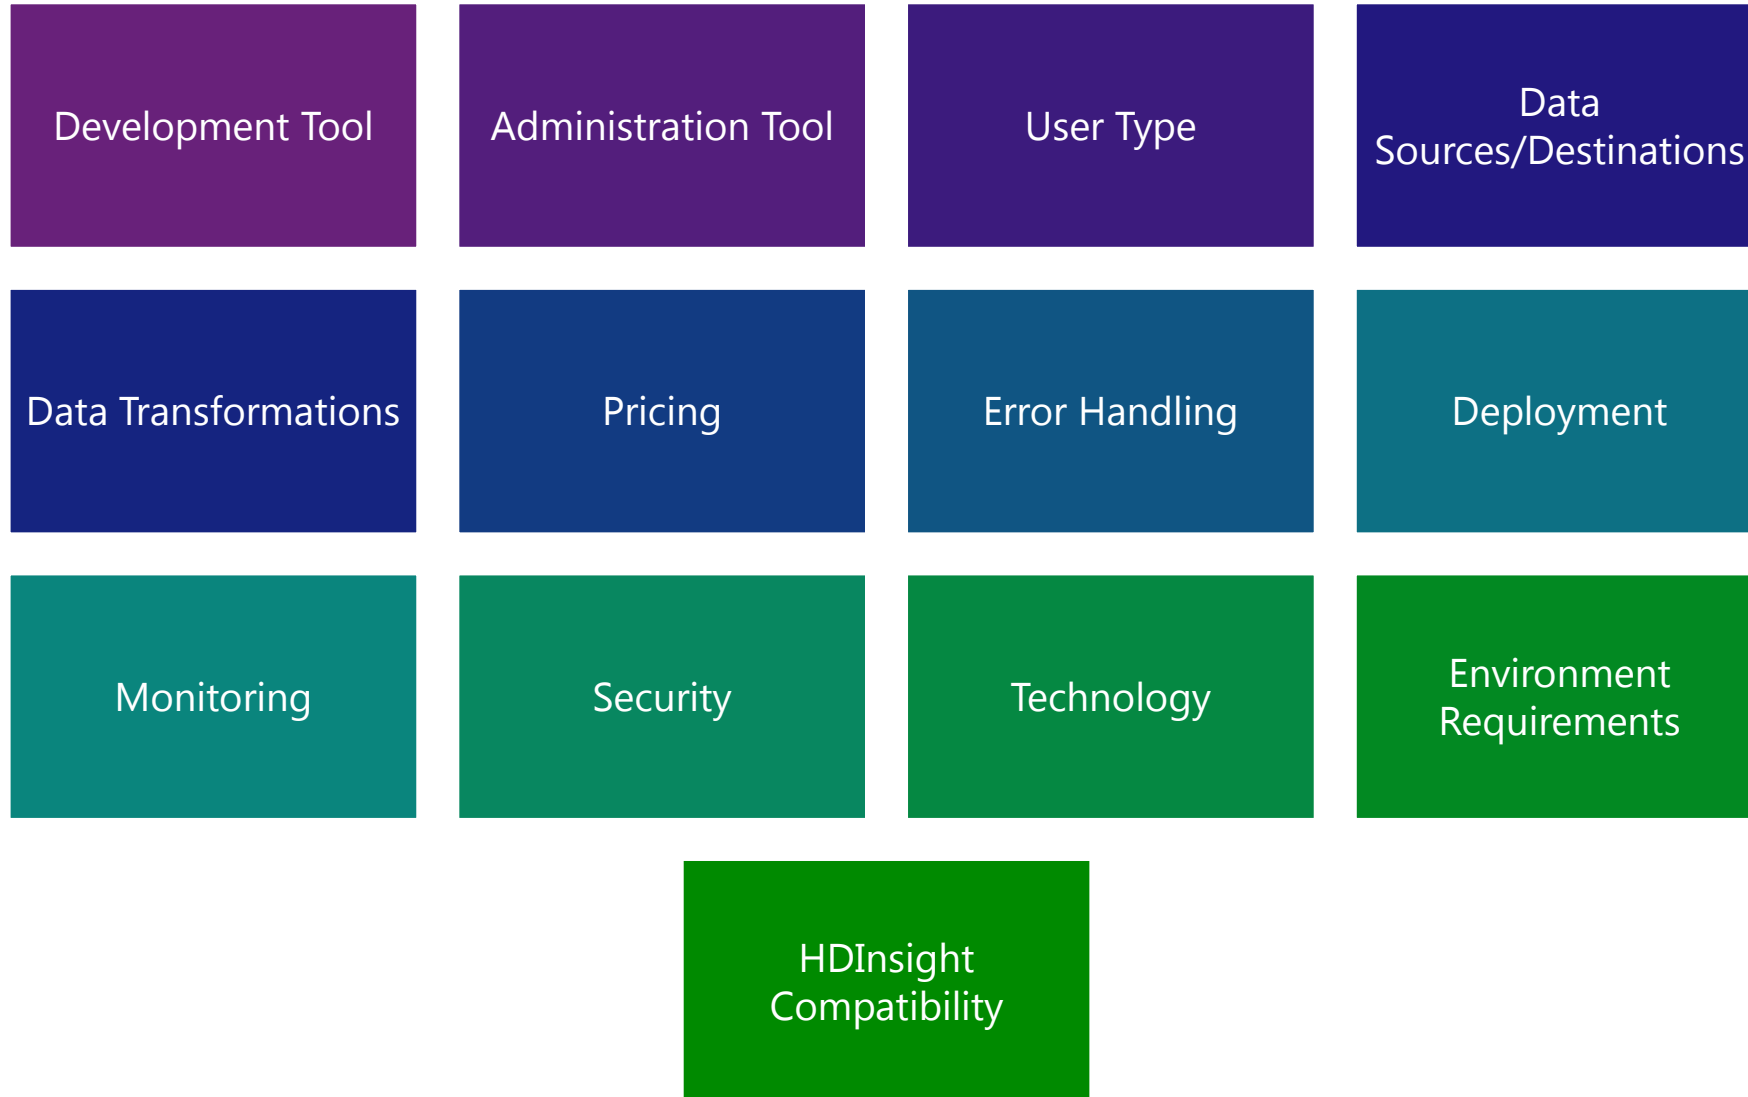 Development Tool
Administration Tool
User Type
Data
Sources/Destinations
Data Transformations
Pricing
Error Handling
Deployment
Monitoring
Security
Technology
Environment
Requirements
HDInsight
Compatibility